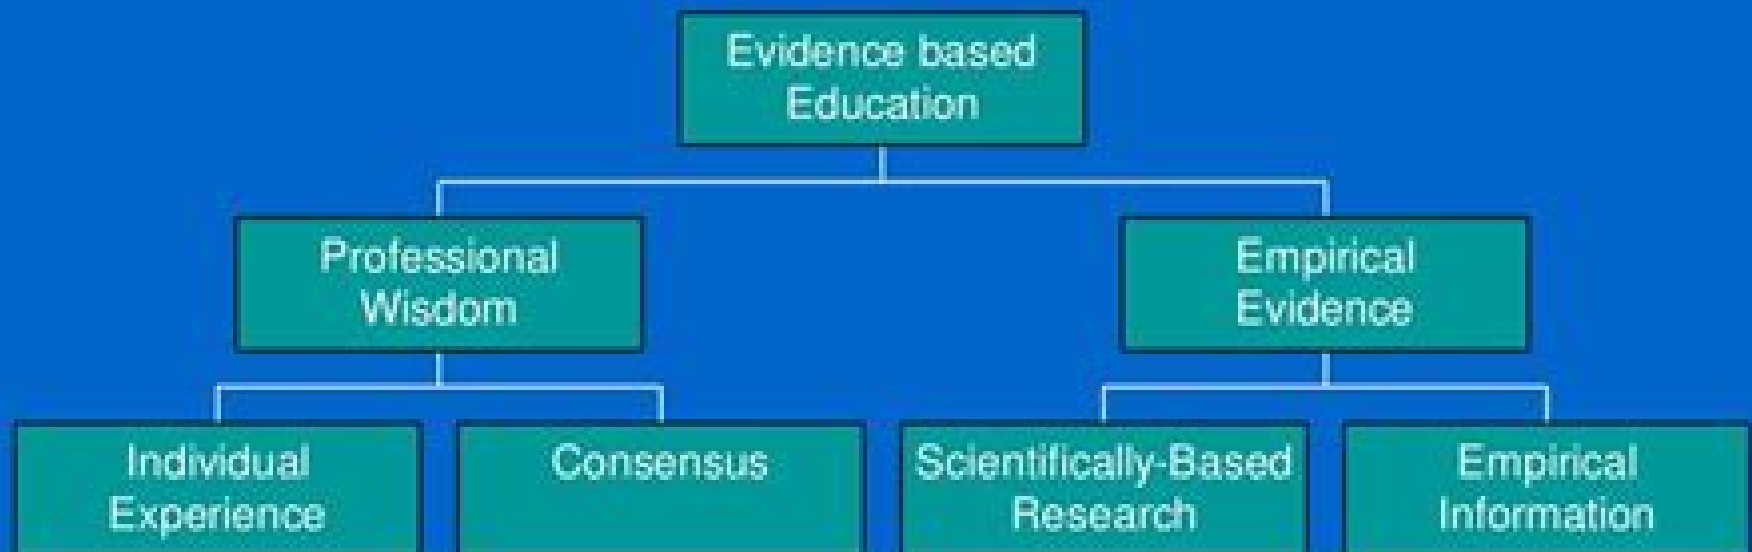 Evidence based
Education
Professional
Wisdom
Empirical
Evidence
Individual
Experience
Consensus
Scientifically-Based
Research
Empirical
Information